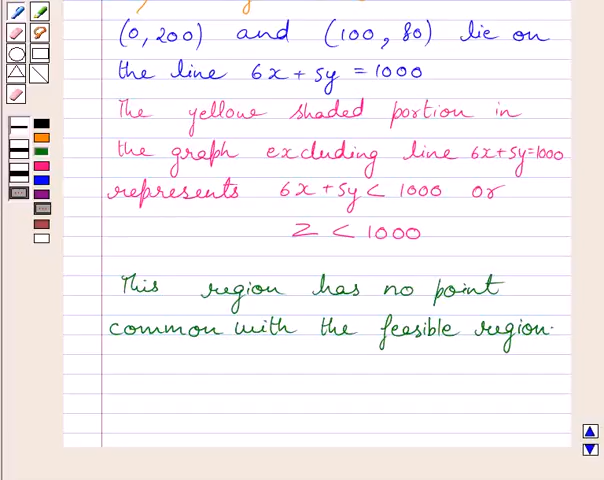 (0, 200) and (100, 80) lie on
the line 6x + 5y = 1000
The yellow shaded portion in
the graph excluding line 6x+5y=1000
represents 6x + 5y < 1000 or
Z < 1000
This region has no point
common with the feasible region.